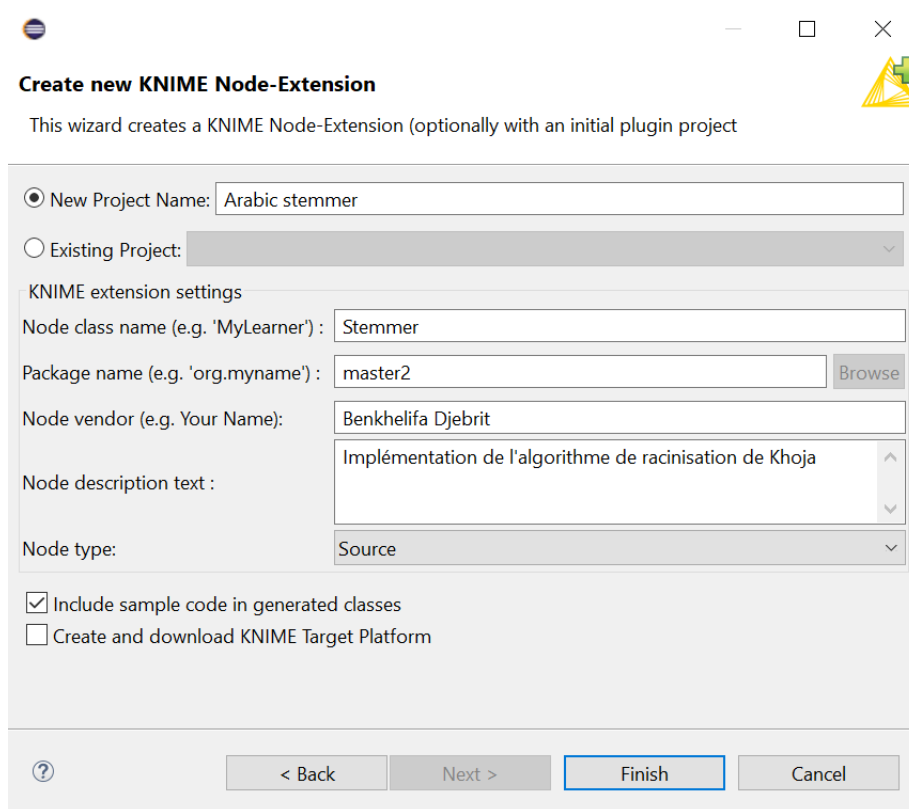 Create new KNIME Node-Extension
This wizard creates a KNIME Node-Extension (optionally with an initial plugin project
New Project Name: Arabic stemmer
Existing Project:
KNIME extension settings
Node class name (e.g. 'MyLearner') : Stemmer
Package name (e.g. 'org.myname') : master2 Browse
Node vendor (e.g. Your Name): Benkhelifa Djebrit
Node description text : Implémentation de l'algorithme de racinisation de Khoja
Node type: Source
Include sample code in generated classes
Create and download KNIME Target Platform
? < Back Next > Finish Cancel